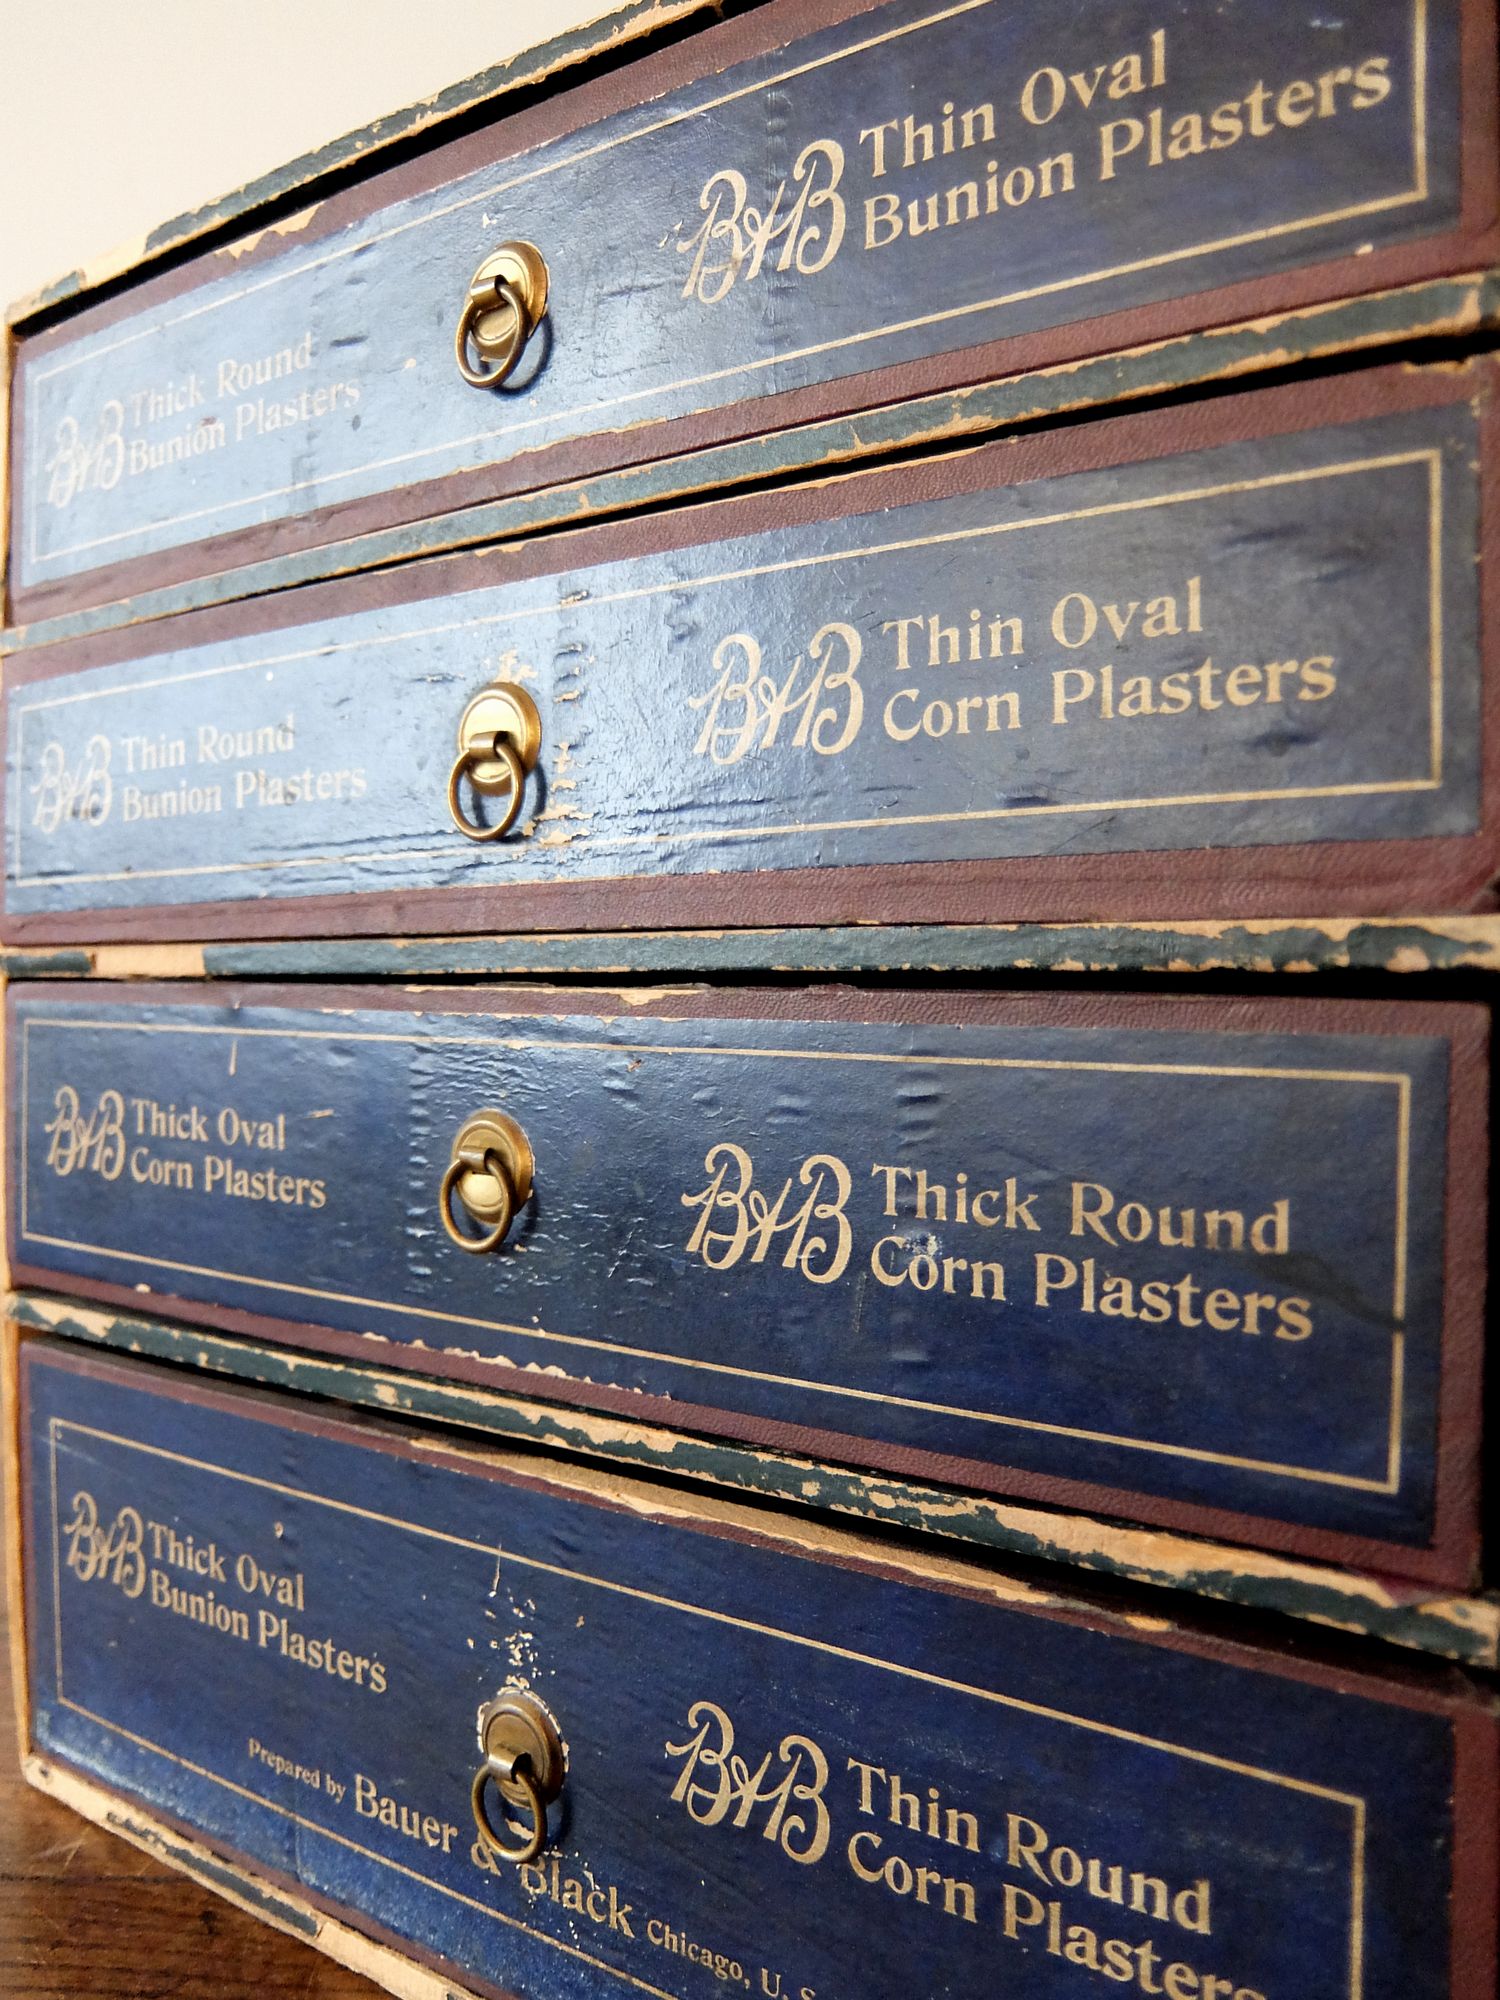 B&B Thick Round
Bunion Plasters
B&B Thin Oval
Bunion Plasters
B&B Thin Round
Bunion Plasters
B&B Thin Oval
Corn Plasters
B&B Thick Oval
Corn Plasters
B&B Thick Round
Corn Plasters
B&B Thick Oval
Bunion Plasters
B&B Thin Round
Corn Plasters
Prepared by Bauer & Black Chicago, U. S.